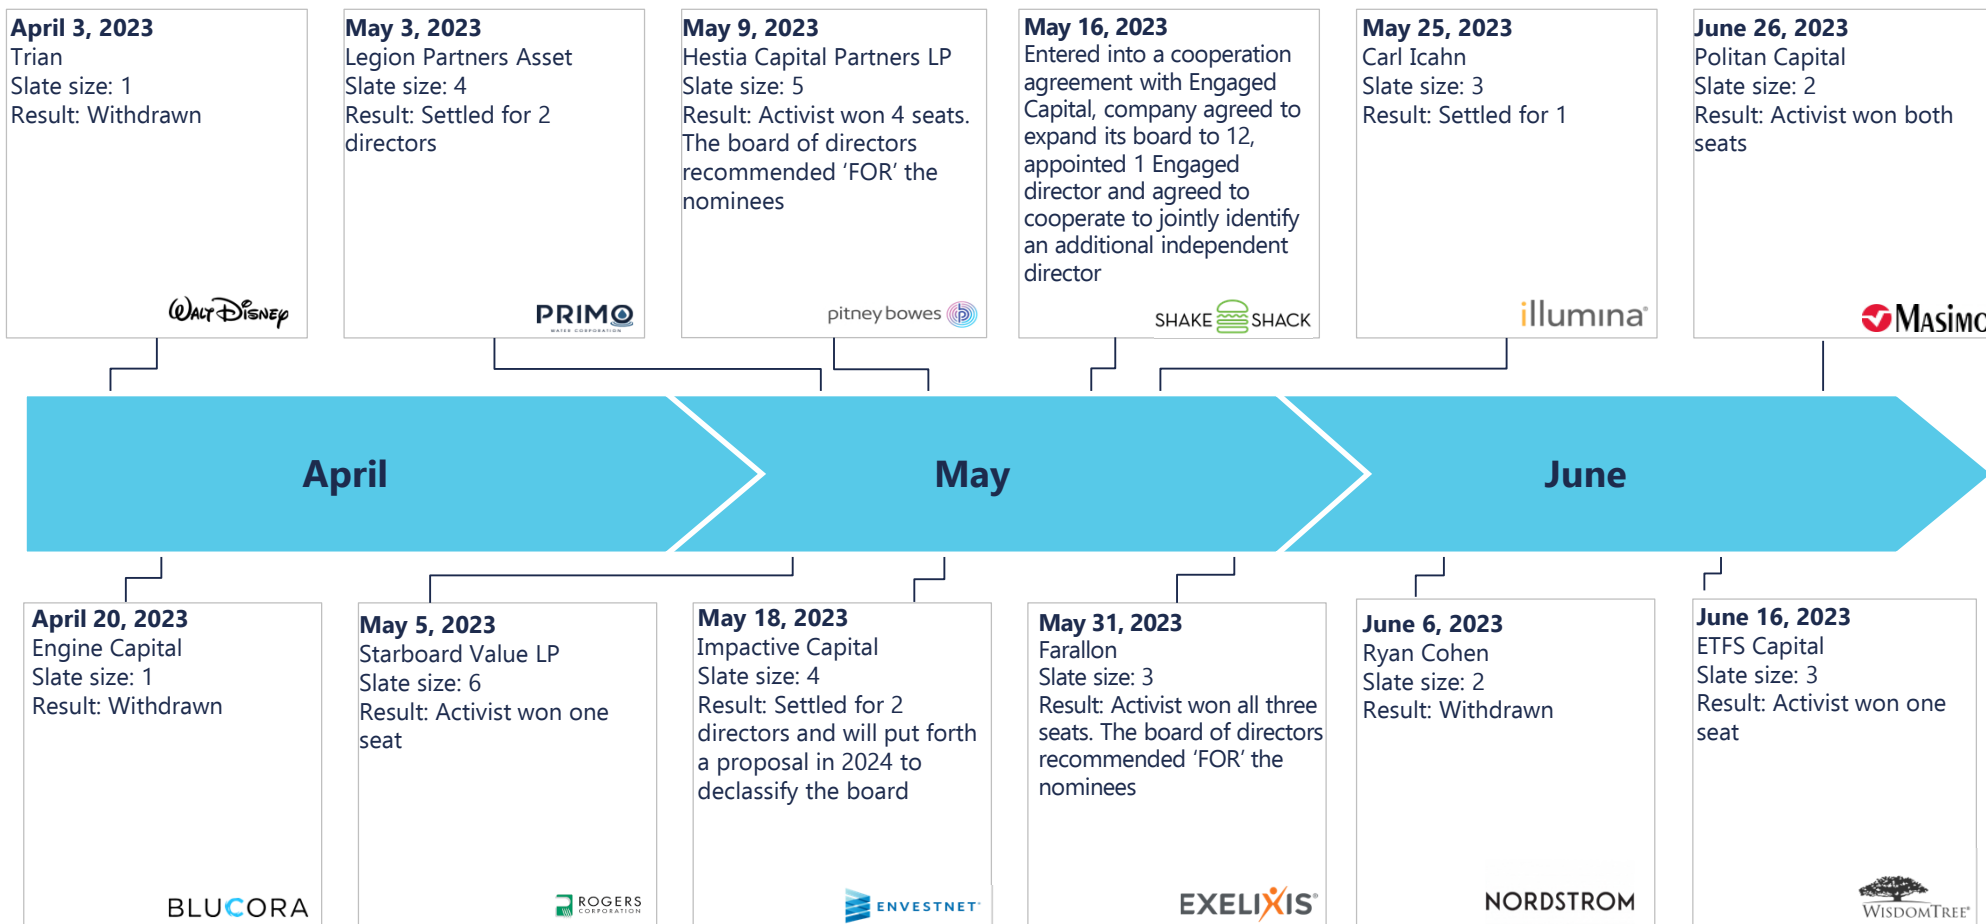 April 3, 2023
Trian
Slate size: 1
Result: Withdrawn
WALT DISNEY
May 3, 2023
Legion Partners Asset
Slate size: 4
Result: Settled for 2
directors
PRIMO
WATER CORPORATION
May 9, 2023
Hestia Capital Partners LP
Slate size: 5
Result: Activist won 4 seats.
The board of directors
recommended ‘FOR’ the
nominees
pitney bowes
May 16, 2023
Entered into a cooperation
agreement with Engaged
Capital, company agreed to
expand its board to 12,
appointed 1 Engaged
director and agreed to
cooperate to jointly identify
an additional independent
director
SHAKE SHACK
May 25, 2023
Carl Icahn
Slate size: 3
Result: Settled for 1
illumina®
June 26, 2023
Politan Capital
Slate size: 2
Result: Activist won both
seats
MASIMO
April
May
June
April 20, 2023
Engine Capital
Slate size: 1
Result: Withdrawn
BLUCORA
May 5, 2023
Starboard Value LP
Slate size: 6
Result: Activist won one
seat
ROGERS
CORPORATION
May 18, 2023
Impactive Capital
Slate size: 4
Result: Settled for 2
directors and will put forth
a proposal in 2024 to
declassify the board
ENVESTNET®
May 31, 2023
Farallon
Slate size: 3
Result: Activist won all three
seats. The board of directors
recommended ‘FOR’ the
nominees
EXELIXIS®
June 6, 2023
Ryan Cohen
Slate size: 2
Result: Withdrawn
NORDSTROM
June 16, 2023
ETFS Capital
Slate size: 3
Result: Activist won one
seat
WISDOMTREE®